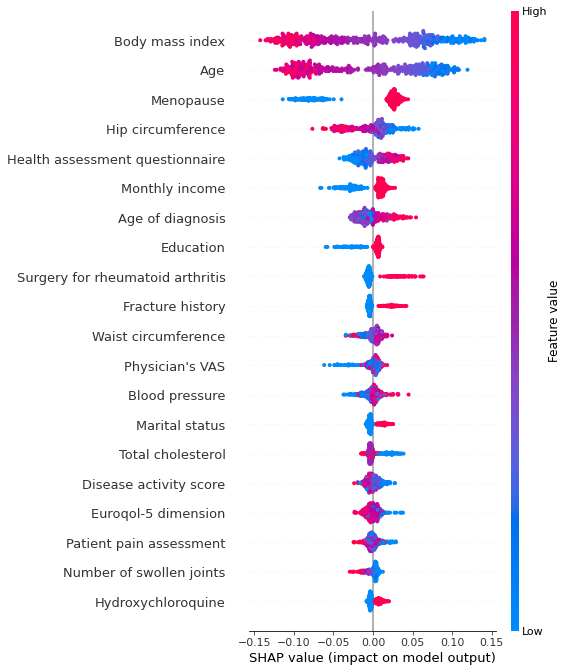 High
Body mass index
Age
Menopause
Hip circumference
Health assessment questionnaire
Monthly income
Age of diagnosis
Education
Surgery for rheumatoid arthritis
Fracture history
Waist circumference
Physician's VAS
Blood pressure
Marital status
Total cholesterol
Disease activity score
Euroqol-5 dimension
Patient pain assessment
Number of swollen joints
Hydroxychloroquine
Feature value
Low
−0.15 −0.10 −0.05 0.00 0.05 0.10 0.15
SHAP value (impact on model output)